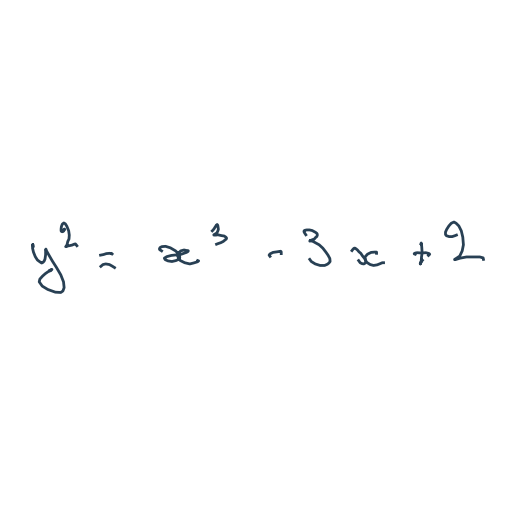 y² = x³ - 3x + 2